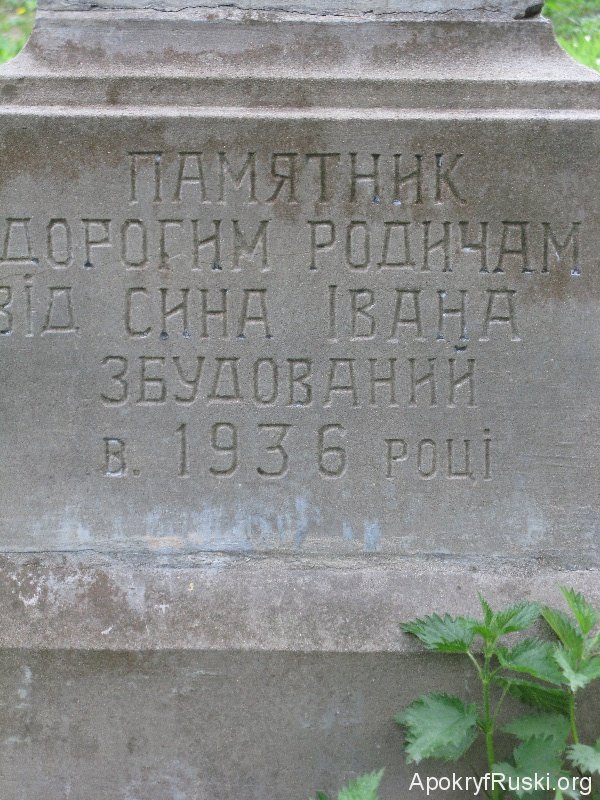 ПАМЯТНИК
ДОРОГИМ РОДИЧАМ
ВІД СИНА ІВАНА
ЗБУДОВАНИЙ
в. 1936 РОЦІ
ApokryfRuski.org